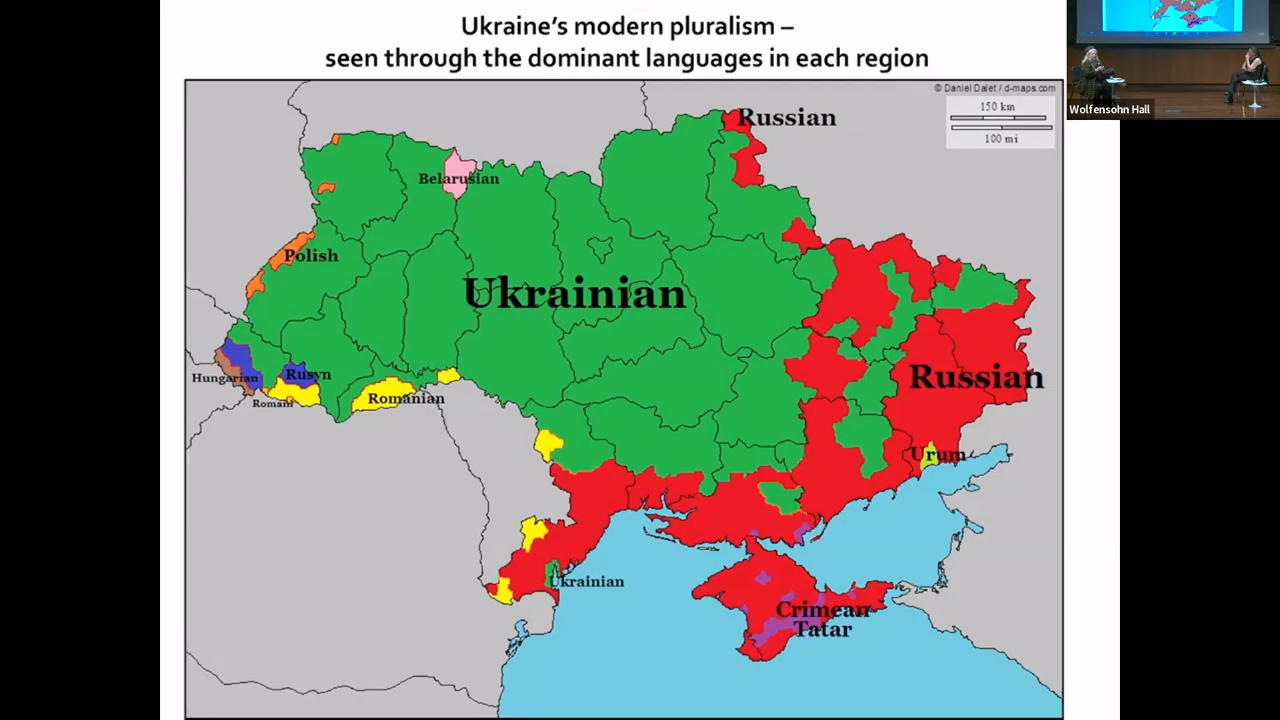 Ukraine's modern pluralism –
seen through the dominant languages in each region
Wolfensohn Hall
© Daniel Dalet / d-maps.com
150 km
100 mi
Russian
Belarusian
Polish
Ukrainian
Hungarian
Rusyn
Romani
Romanian
Russian
Urum
Ukrainian
Crimean
Tatar